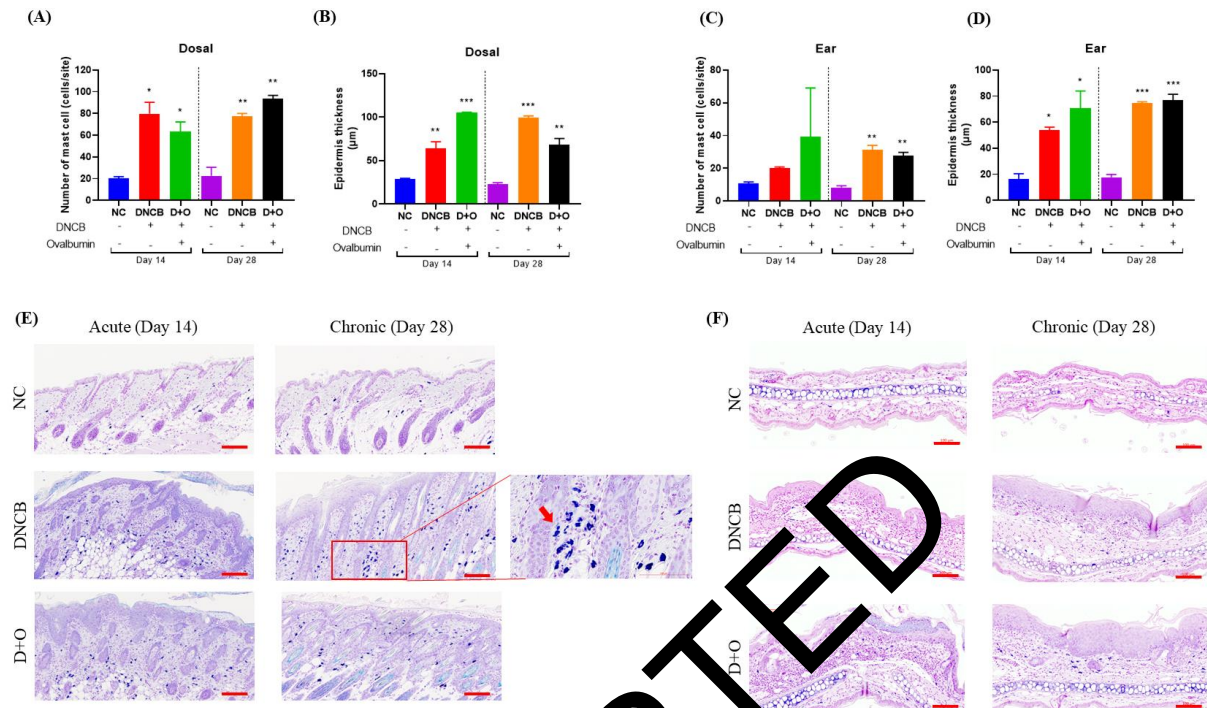 (A)
Dosal
Number of mast cell (cells/site)
120
100
80
60
40
20
0
* * ** **
NC DNCB D+O NC DNCB D+O
DNCB - + + - + +
Ovalbumin - - + - - +
Day 14 Day 28
(B)
Dosal
Epidermis thickness
(µm)
150
100
50
0
** *** *** **
NC DNCB D+O NC DNCB D+O
DNCB - + + - + +
Ovalbumin - - + - - +
Day 14 Day 28
(C)
Ear
Number of mast cell (cells/site)
80
60
40
20
0
** **
NC DNCB D+O NC DNCB D+O
DNCB - + + - + +
Ovalbumin - - + - - +
Day 14 Day 28
(D)
Ear
Epidermis thickness
(µm)
100
80
60
40
20
0
* * *** ***
NC DNCB D+O NC DNCB D+O
DNCB - + + - + +
Ovalbumin - - + - - +
Day 14 Day 28
(E)
Acute (Day 14) Chronic (Day 28)
NC
DNCB
D+O
(F)
Acute (Day 14) Chronic (Day 28)
NC
DNCB
D+O
PTED